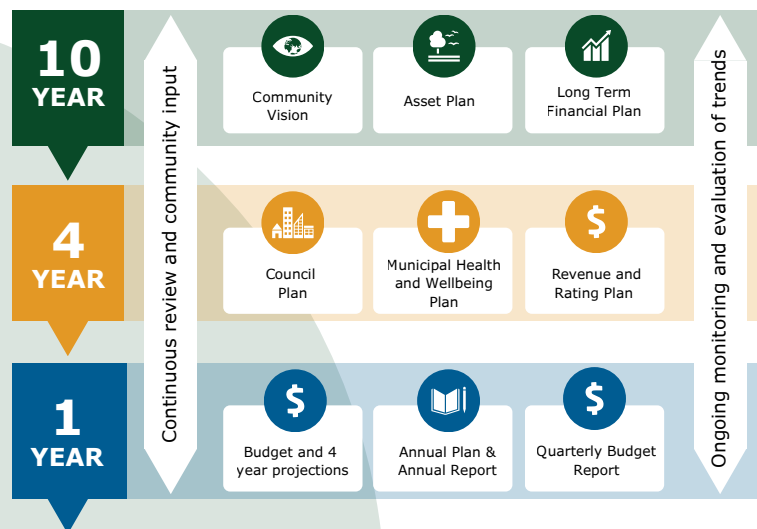 10
YEAR
Continuous review and community input
Community
Vision
Asset Plan
Long Term
Financial Plan
Ongoing monitoring and evaluation of trends
4
YEAR
$
Council
Plan
Municipal Health
and Wellbeing
Plan
Revenue and
Rating Plan
1
YEAR
$
$
Budget and 4
year projections
Annual Plan &
Annual Report
Quarterly Budget
Report